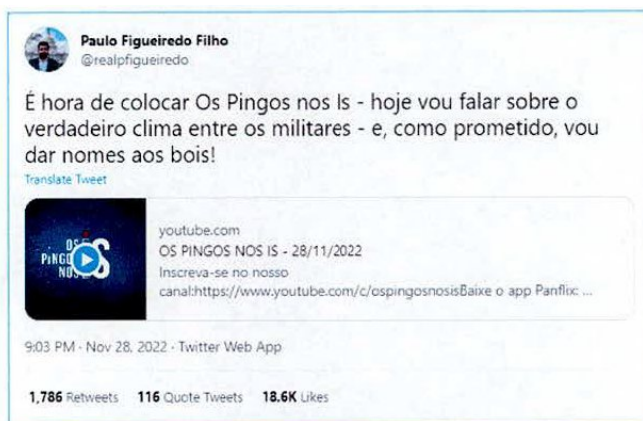 Paulo Figueiredo Filho
@realpfigueiredo
É hora de colocar Os Pingos nos Is - hoje vou falar sobre o
verdadeiro clima entre os militares - e, como prometido, vou
dar nomes aos bois!
Translate Tweet
OS
PINGOS
NOS IS
youtube.com
OS PINGOS NOS IS - 28/11/2022
Inscreva-se no nosso
canal:https://www.youtube.com/c/ospingosnosisBaixe o app Panflix: ...
9:03 PM · Nov 28, 2022 · Twitter Web App
1,786 Retweets 116 Quote Tweets 18.6K Likes